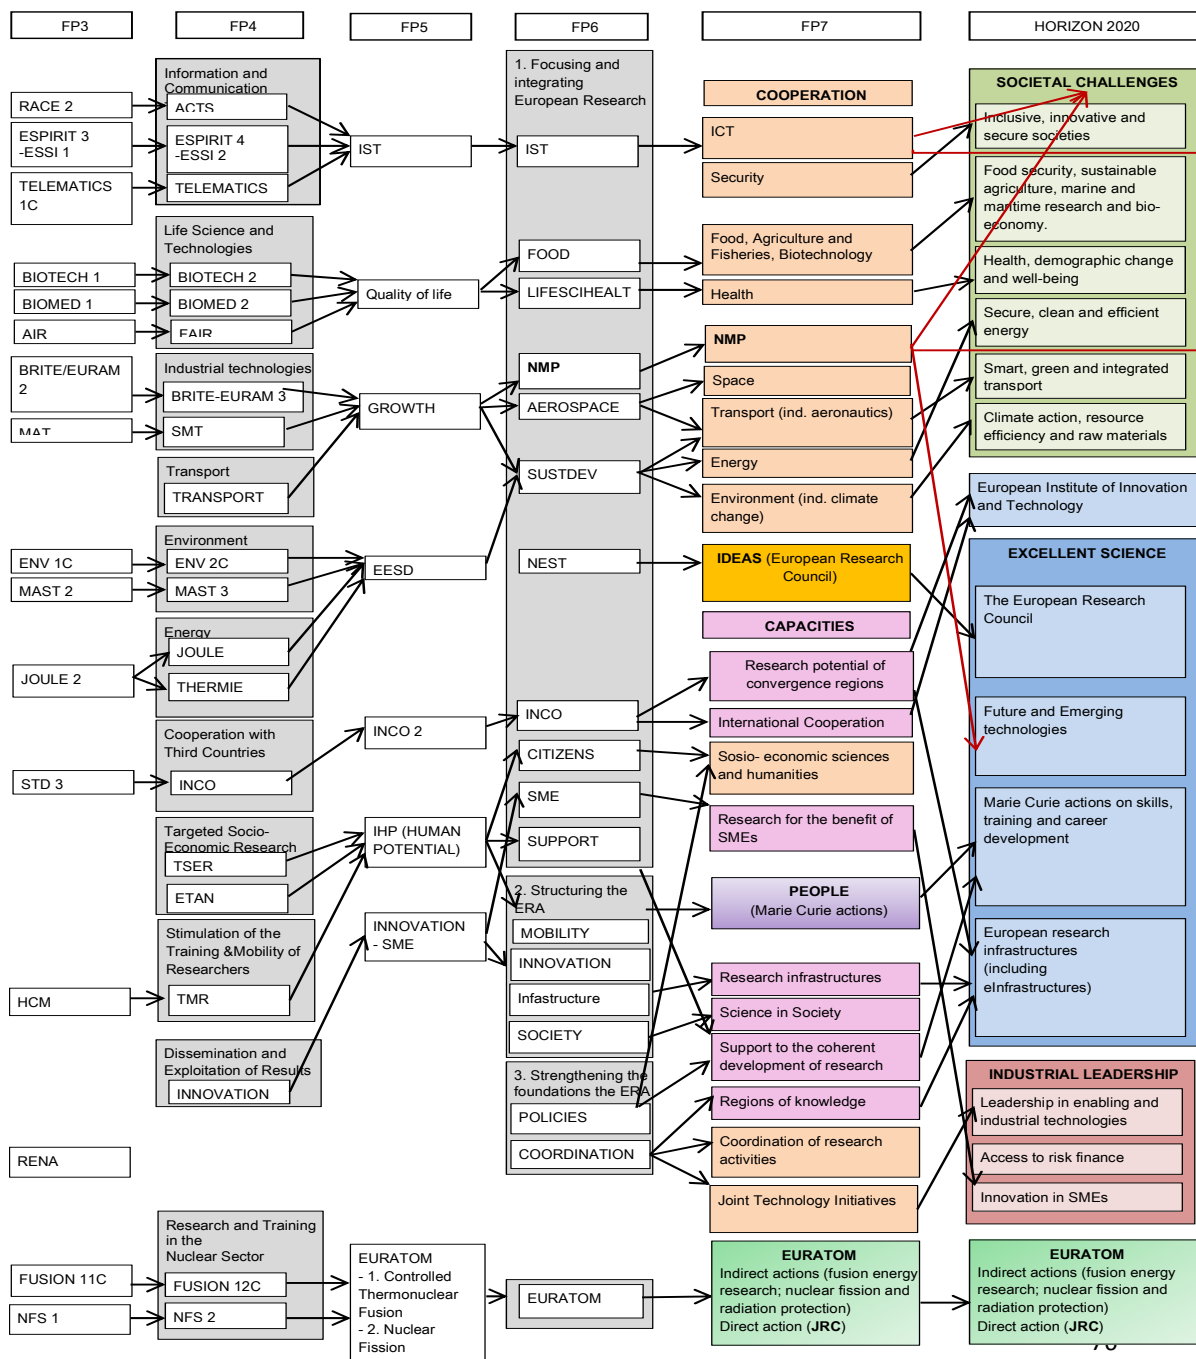 FP3
FP4
FP5
FP6
FP7
HORIZON 2020
RACE 2
ESPIRIT 3
-ESSI 1
TELEMATICS
1C
BIOTECH 1
BIOMED 1
AIR
BRITE/EURAM
2
MAT
ENV 1C
MAST 2
JOULE 2
STD 3
HCM
RENA
FUSION 11C
NFS 1
Information and
Communication
ACTS
ESPIRIT 4
-ESSI 2
TELEMATICS
Life Science and
Technologies
BIOTECH 2
BIOMED 2
FAIR
Industrial technologies
BRITE-EURAM 3
SMT
Transport
TRANSPORT
Environment
ENV 2C
MAST 3
Energy
JOULE
THERMIE
Cooperation with
Third Countries
INCO
Targeted Socio-
Economic Research
TSER
ETAN
Stimulation of the
Training &Mobility of
Researchers
TMR
Dissemination and
Exploitation of Results
INNOVATION
Research and Training
in the
Nuclear Sector
FUSION 12C
NFS 2
IST
Quality of life
GROWTH
EESD
INCO 2
IHP (HUMAN
POTENTIAL)
INNOVATION
- SME
EURATOM
- 1. Controlled
Thermonuclear
Fusion
- 2. Nuclear
Fission
1. Focusing and
integrating
European Research
IST
FOOD
LIFESCIHEALT
NMP
AEROSPACE
SUSTDEV
NEST
INCO
CITIZENS
SME
SUPPORT
2. Structuring the
ERA
MOBILITY
INNOVATION
Infastructure
SOCIETY
3. Strengthening the
foundations the ERA
POLICIES
COORDINATION
EURATOM
COOPERATION
ICT
Security
Food, Agriculture and
Fisheries, Biotechnology
Health
NMP
Space
Transport (ind. aeronautics)
Energy
Environment (ind. climate
change)
IDEAS (European Research
Council)
CAPACITIES
Research potential of
convergence regions
International Cooperation
Socio- economic sciences
and humanities
Research for the benefit of
SMEs
PEOPLE
(Marie Curie actions)
Research infrastructures
Science in Society
Support to the coherent
development of research
Regions of knowledge
Coordination of research
activities
Joint Technology Initiatives
EURATOM
Indirect actions (fusion energy
research; nuclear fission and
radiation protection)
Direct action (JRC)
SOCIETAL CHALLENGES
Inclusive, innovative and
secure societies
Food security, sustainable
agriculture, marine and
maritime research and bio-
economy.
Health, demographic change
and well-being
Secure, clean and efficient
energy
Smart, green and integrated
transport
Climate action, resource
efficiency and raw materials
European Institute of Innovation
and Technology
EXCELLENT SCIENCE
The European Research
Council
Future and Emerging
technologies
Marie Curie actions on skills,
training and career
development
European research
infrastructures
(including
eInfrastructures)
INDUSTRIAL LEADERSHIP
Leadership in enabling and
industrial technologies
Access to risk finance
Innovation in SMEs
EURATOM
Indirect actions (fusion energy
research; nuclear fission and
radiation protection)
Direct action (JRC)